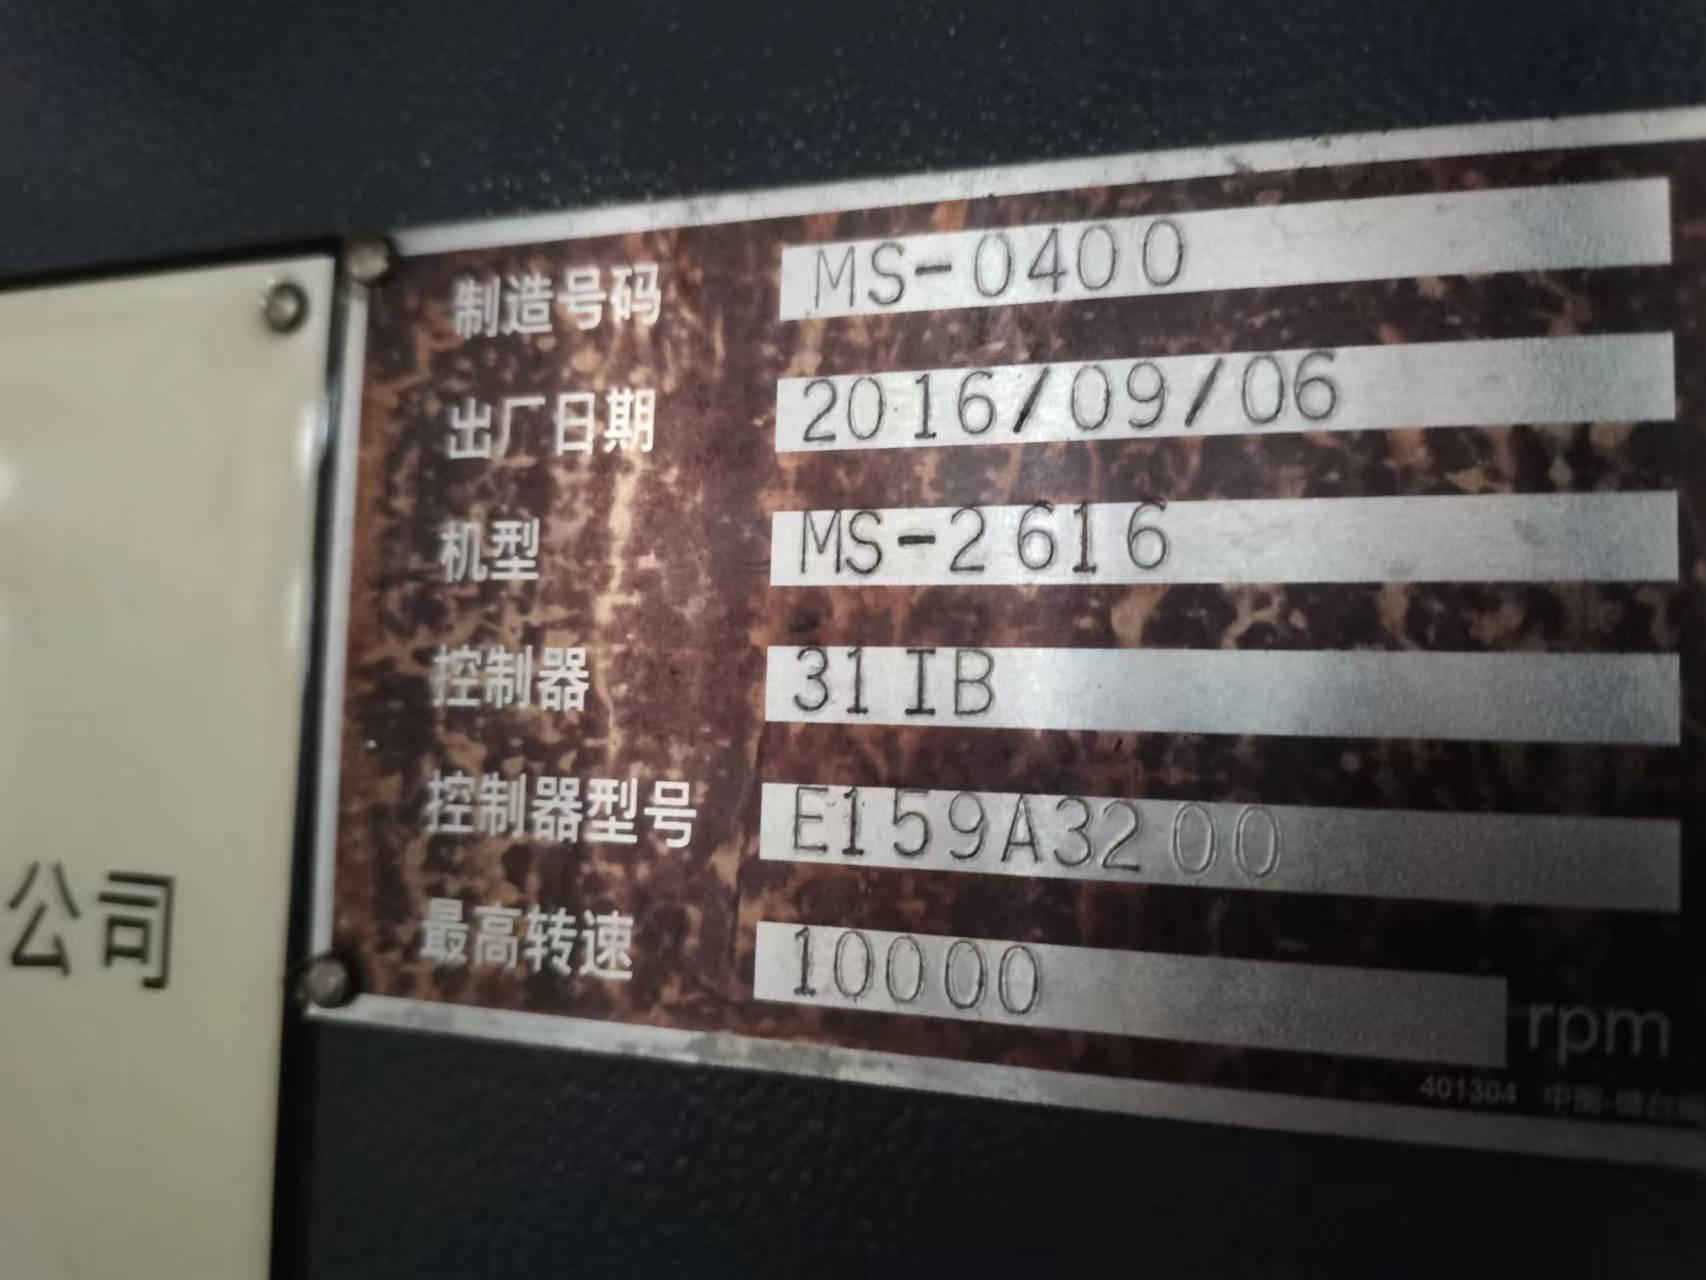 制造号码 MS-0400
出厂日期 2016/09/06
机型 MS-2616
控制器 31IB
控制器型号 E159A3200
最高转速 10000 rpm
401304
公司